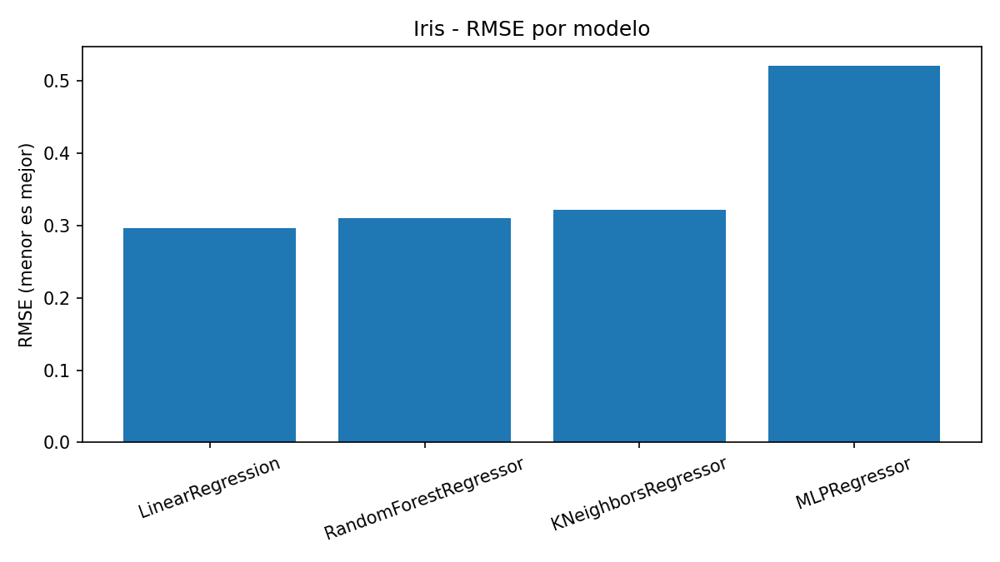 Iris - RMSE por modelo
RMSE (menor es mejor)
0.5
0.4
0.3
0.2
0.1
0.0
LinearRegression
RandomForestRegressor
KNeighborsRegressor
MLPRegressor